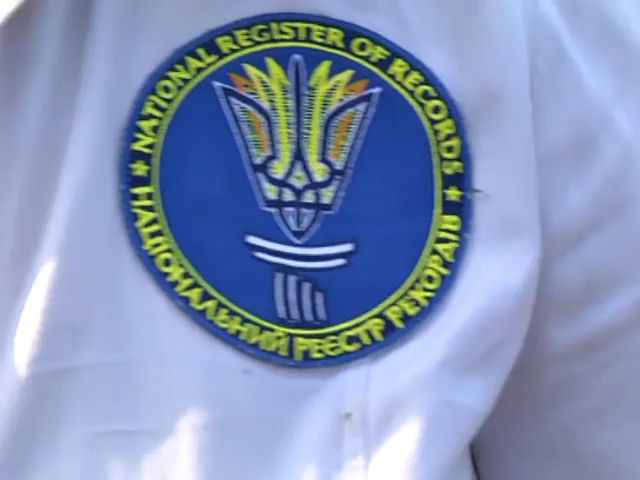 NATIONAL REGISTER OF RECORDS
НАЦІОНАЛЬНИЙ РЕЄСТР РЕКОРДІВ